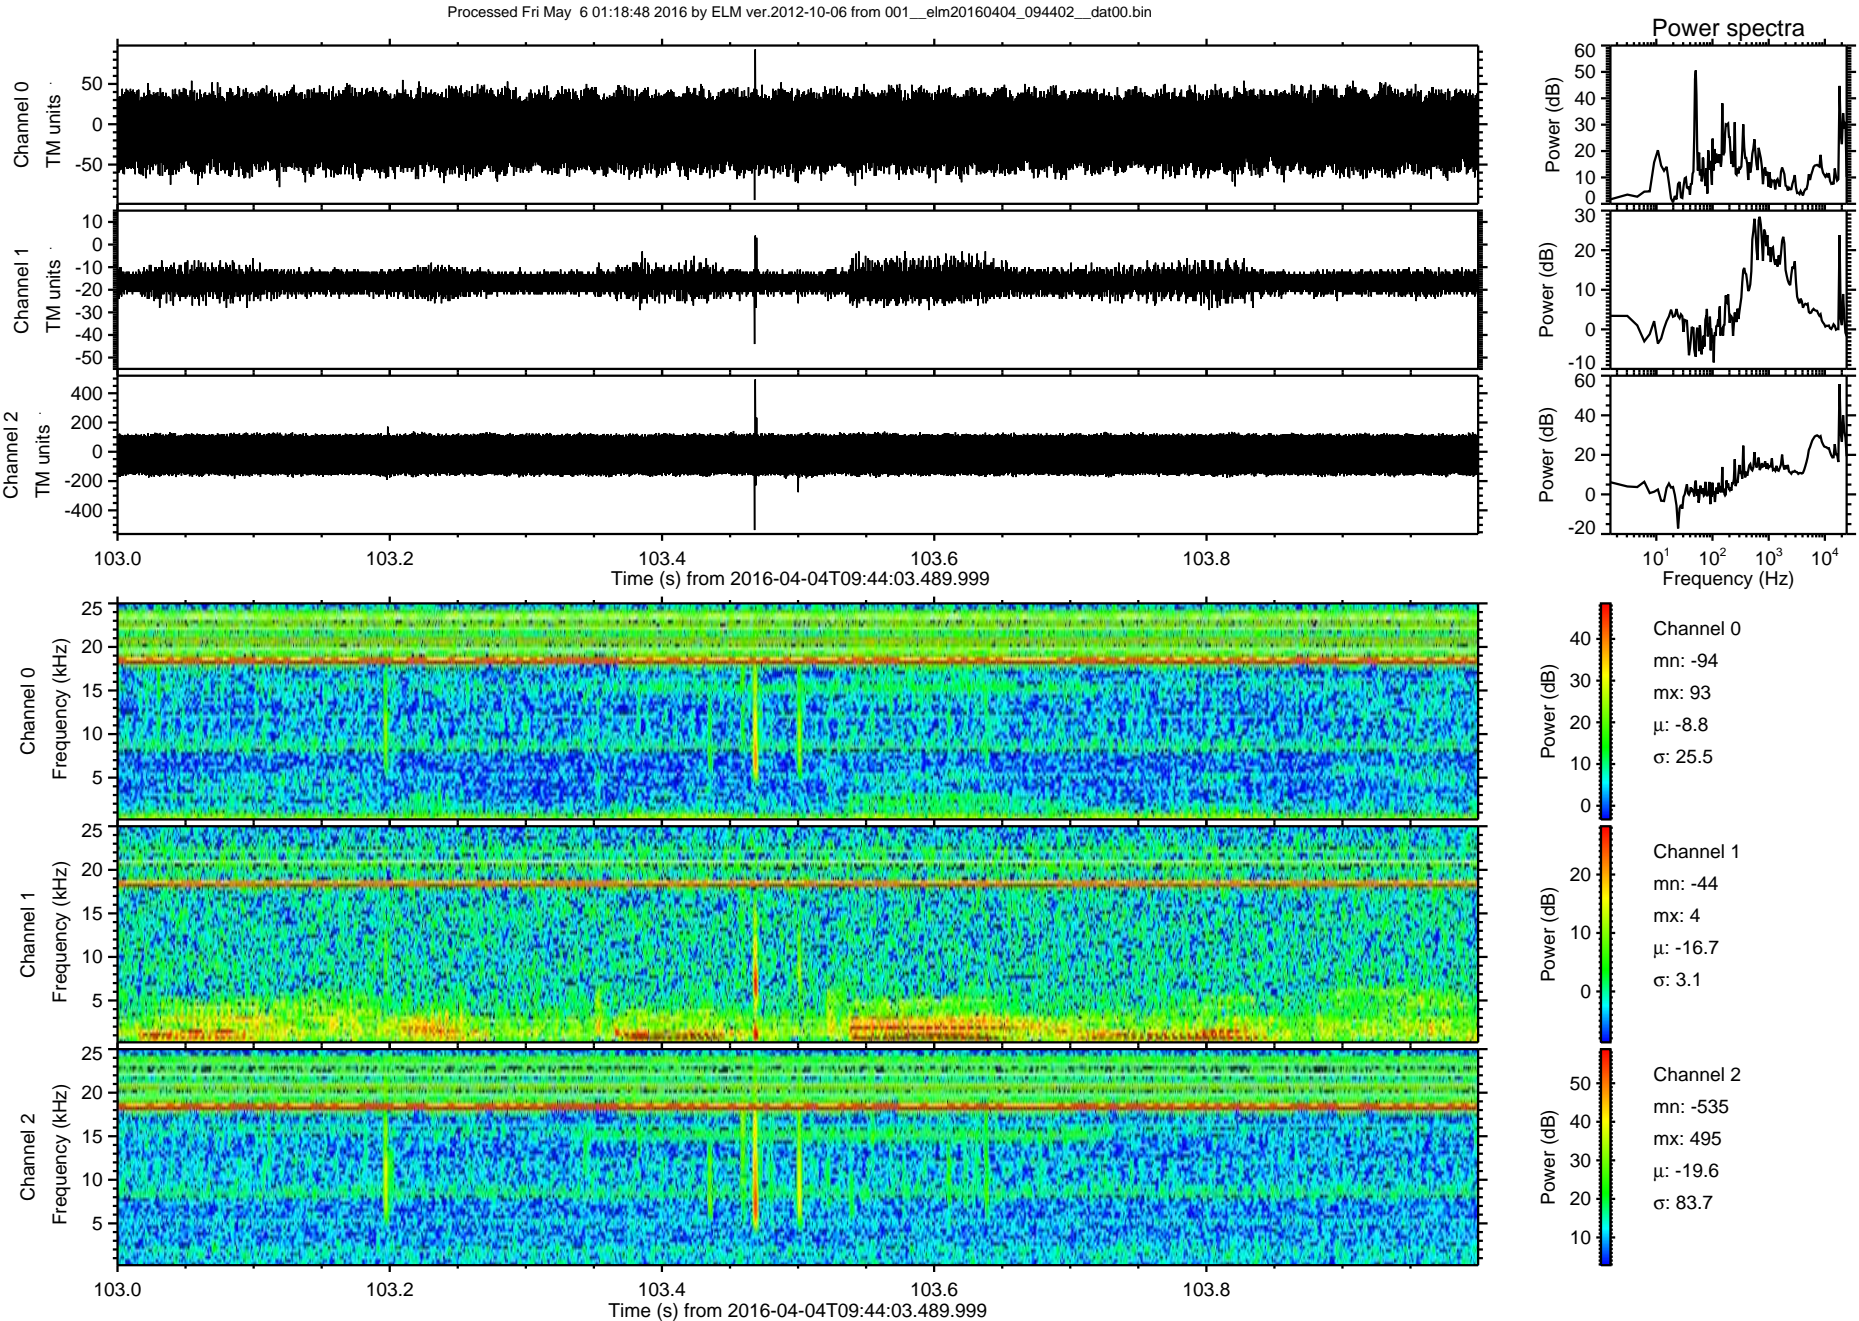 Processed Fri May  6 01:18:48 2016 by ELM ver.2012-10-06 from 001__elm20160404_094402__dat00.bin
Power spectra
Channel 0
TM units
50
0
-50
Power (dB)
60
50
40
30
20
10
0
Channel 1
TM units
10
0
-10
-20
-30
-40
-50
Power (dB)
30
20
10
0
-10
Channel 2
TM units
400
200
0
-200
-400
Power (dB)
60
40
20
0
-20
103.0
103.2
103.4
103.6
103.8
Time (s) from 2016-04-04T09:44:03.489.999
10¹
10²
10³
10⁴
Frequency (Hz)
Channel 0
Frequency (kHz)
25
20
15
10
5
Power (dB)
40
30
20
10
0
Channel 0
mn: -94
mx: 93
μ: -8.8
σ: 25.5
Channel 1
Frequency (kHz)
25
20
15
10
5
Power (dB)
20
10
0
Channel 1
mn: -44
mx: 4
μ: -16.7
σ: 3.1
Channel 2
Frequency (kHz)
25
20
15
10
5
Power (dB)
50
40
30
20
10
Channel 2
mn: -535
mx: 495
μ: -19.6
σ: 83.7
103.0
103.2
103.4
103.6
103.8
Time (s) from 2016-04-04T09:44:03.489.999